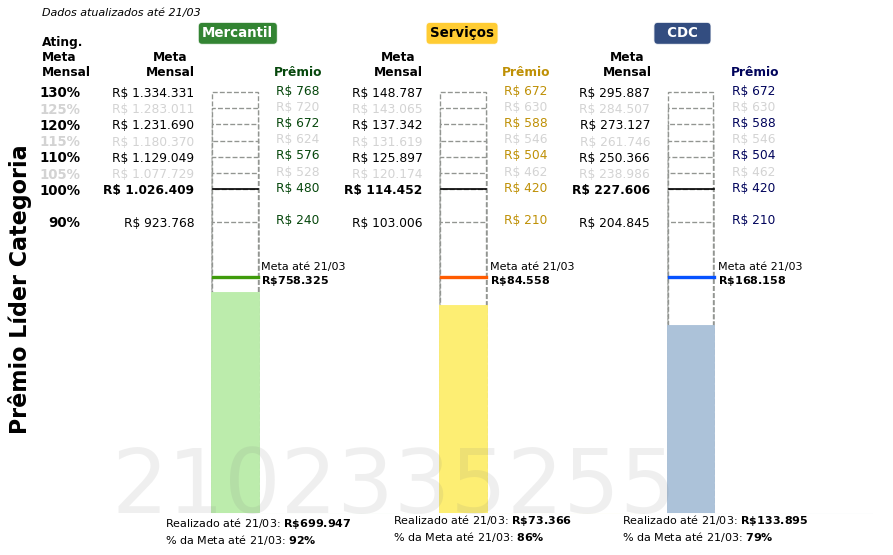 Dados atualizados até 21/03
Mercantil Serviços CDC
Ating. Meta Mensal Meta Mensal Prêmio Meta Mensal Prêmio Meta Mensal Prêmio
130% R$ 1.334.331 R$ 768 R$ 148.787 R$ 672 R$ 295.887 R$ 672
125% R$ 1.283.011 R$ 720 R$ 143.065 R$ 630 R$ 284.507 R$ 630
120% R$ 1.231.690 R$ 672 R$ 137.342 R$ 588 R$ 273.127 R$ 588
115% R$ 1.180.370 R$ 624 R$ 131.619 R$ 546 R$ 261.746 R$ 546
110% R$ 1.129.049 R$ 576 R$ 125.897 R$ 504 R$ 250.366 R$ 504
105% R$ 1.077.729 R$ 528 R$ 120.174 R$ 462 R$ 238.986 R$ 462
100% R$ 1.026.409 R$ 480 R$ 114.452 R$ 420 R$ 227.606 R$ 420
90% R$ 923.768 R$ 240 R$ 103.006 R$ 210 R$ 204.845 R$ 210
Meta até 21/03 Meta até 21/03 Meta até 21/03
R$758.325 R$84.558 R$168.158
Prêmio Líder Categoria
2102335255
Realizado até 21/03: R$699.947 Realizado até 21/03: R$73.366 Realizado até 21/03: R$133.895
% da Meta até 21/03: 92% % da Meta até 21/03: 86% % da Meta até 21/03: 79%